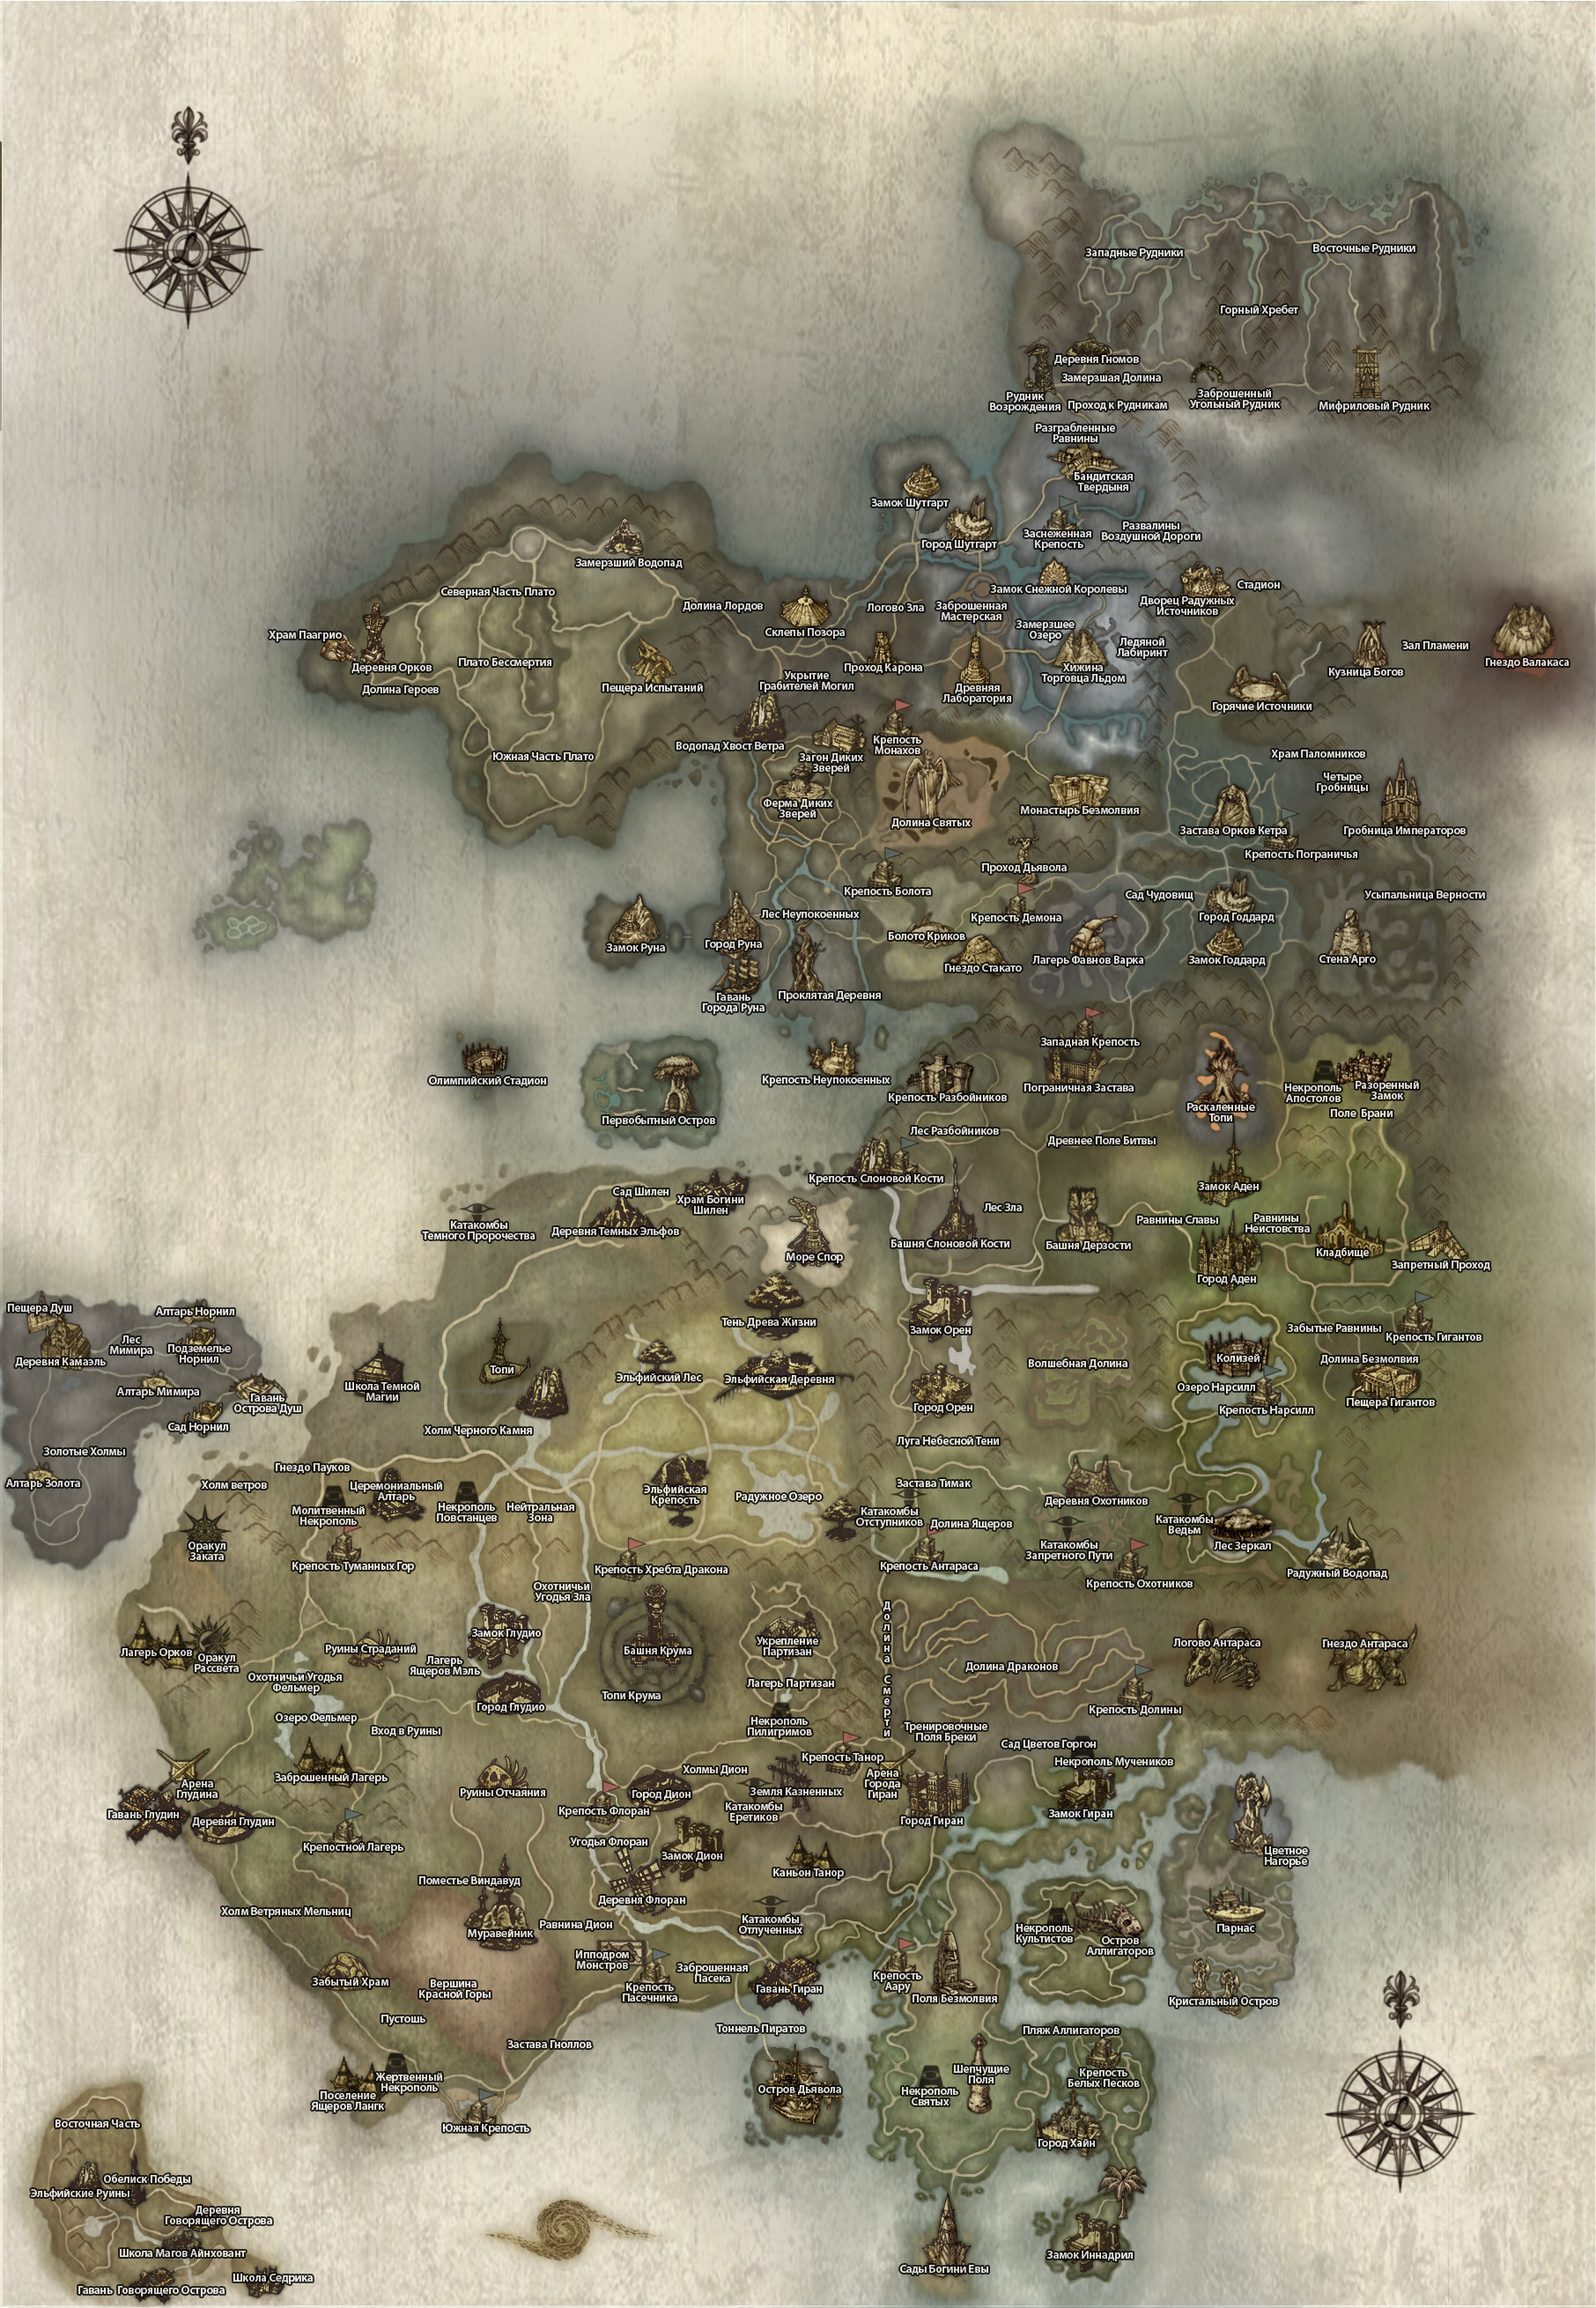 Западные Рудники
Восточные Рудники
Горный Хребет
Деревня Гномов
Замерзшая Долина
Рудник
Возрождения
Проход к Рудникам
Заброшенный
Угольный Рудник
Мифриловый Рудник
Разграбленные
Равнины
Бандитская
Твердыня
Замок Шутгарт
Город Шутгарт
Заснеженная
Крепость
Развалины
Воздушной Дороги
Замерзший Водопад
Северная Часть Плато
Долина Лордов
Склепы Позора
Логово Зла
Заброшенная
Мастерская
Замок Снежной Королевы
Дворец Радужных
Источников
Стадион
Замерзшее
Озеро
Ледяной
Лабиринт
Храм Паагрио
Деревня Орков
Долина Героев
Плато Бессмертия
Пещера Испытаний
Укрытие
Грабителей Могил
Проход Карона
Древняя
Лаборатория
Хижина
Торговца Льдом
Горячие Источники
Кузница Богов
Зал Пламени
Гнездо Валакаса
Южная Часть Плато
Водопад Хвост Ветра
Загон Диких
Зверей
Крепость
Монахов
Ферма Диких
Зверей
Долина Святых
Монастырь Безмолвия
Храм Паломников
Четыре
Гробницы
Застава Орков Кетра
Гробница Императоров
Крепость Пограничья
Проход Дьявола
Крепость Болота
Сад Чудовищ
Усыпальница Верности
Лес Неупокоенных
Крепость Демона
Город Годдард
Замок Руна
Город Руна
Болото Криков
Гнездо Стакато
Лагерь Фавнов Варка
Замок Годдард
Стена Арго
Гавань
Города Руна
Проклятая Деревня
Западная Крепость
Олимпийский Стадион
Первобытный Остров
Крепость Неупокоенных
Крепость Разбойников
Пограничная Застава
Раскаленные
Топи
Некрополь
Апостолов
Разоренный
Замок
Поле Брани
Лес Разбойников
Древнее Поле Битвы
Крепость Слоновой Кости
Замок Аден
Сад Шилен
Храм Богини
Шилен
Катакомбы
Темного Пророчества
Деревня Темных Эльфов
Море Спор
Лес Зла
Башня Слоновой Кости
Башня Дерзости
Равнины Славы
Равнины
Неистовства
Кладбище
Запретный Проход
Город Аден
Пещера Душ
Алтарь Норнил
Лес
Мимира
Подземелье
Норнил
Деревня Камаэль
Алтарь Мимира
Гавань
Острова Душ
Сад Норнил
Золотые Холмы
Алтарь Золота
Тень Древа Жизни
Замок Орен
Забытые Равнины
Крепость Гигантов
Топи
Школа Темной
Магии
Эльфийский Лес
Эльфийская Деревня
Волшебная Долина
Колизей
Долина Безмолвия
Озеро Нарсилл
Крепость Нарсилл
Пещера Гигантов
Город Орен
Холм Черного Камня
Луга Небесной Тени
Гнездо Пауков
Холм ветров
Молитвенный
Некрополь
Церемониальный
Алтарь
Некрополь
Повстанцев
Нейтральная
Зона
Эльфийская
Крепость
Радужное Озеро
Застава Тимак
Катакомбы
Отступников
Долина Ящеров
Деревня Охотников
Катакомбы
Ведьм
Лес Зеркал
Оракул
Заката
Крепость Туманных Гор
Крепость Хребта Дракона
Крепость Антараса
Катакомбы
Запретного Пути
Крепость Охотников
Радужный Водопад
Охотничьи
Угодья Зла
Лагерь Орков
Оракул
Рассвета
Руины Страданий
Замок Глудио
Лагерь
Ящеров Мэль
Башня Крума
Укрепление
Партизан
Долина Смерти
Долина Драконов
Логово Антараса
Гнездо Антараса
Охотничьи Угодья
Фельмер
Город Глудио
Топи Крума
Лагерь Партизан
Крепость Долины
Озеро Фельмер
Вход в Руины
Некрополь
Пилигримов
Тренировочные
Поля Бреки
Сад Цветов Горгон
Некрополь Мучеников
Арена
Глудина
Заброшенный Лагерь
Руины Отчаяния
Холмы Дион
Крепость Танор
Город Дион
Земля Казненных
Арена
Города
Гиран
Гавань Глудин
Деревня Глудин
Крепость Флоран
Катакомбы
Еретиков
Город Гиран
Замок Гиран
Крепостной Лагерь
Угодья Флоран
Замок Дион
Каньон Танор
Цветное
Нагорье
Поместье Виндавуд
Деревня Флоран
Холм Ветряных Мельниц
Муравейник
Равнина Дион
Катакомбы
Отлученных
Некрополь
Культистов
Остров
Аллигаторов
Парнас
Ипподром
Монстров
Забытый Храм
Вершина
Красной Горы
Крепость
Пасечника
Заброшенная
Пасека
Гавань Гиран
Крепость
Аару
Поля Безмолвия
Кристальный Остров
Пустошь
Тоннель Пиратов
Пляж Аллигаторов
Застава Гноллов
Жертвенный
Некрополь
Поселение
Ящеров Лангк
Остров Дьявола
Некрополь
Святых
Шепчущие
Поля
Крепость
Белых Песков
Южная Крепость
Город Хайн
Восточная Часть
Обелиск Победы
Эльфийские Руины
Деревня
Говорящего Острова
Школа Магов Айнховант
Гавань Говорящего Острова
Школа Седрика
Сады Богини Евы
Замок Иннадрил